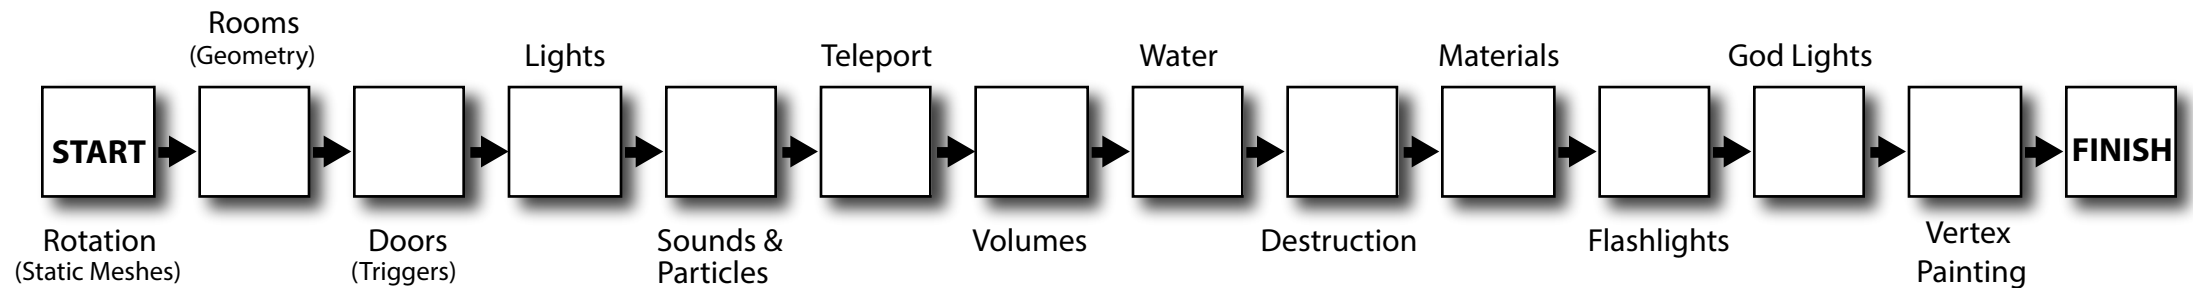 Rooms
(Geometry)
Lights
Teleport
Water
Materials
God Lights
START
FINISH
Rotation
(Static Meshes)
Doors
(Triggers)
Sounds &
Particles
Volumes
Destruction
Flashlights
Vertex
Painting